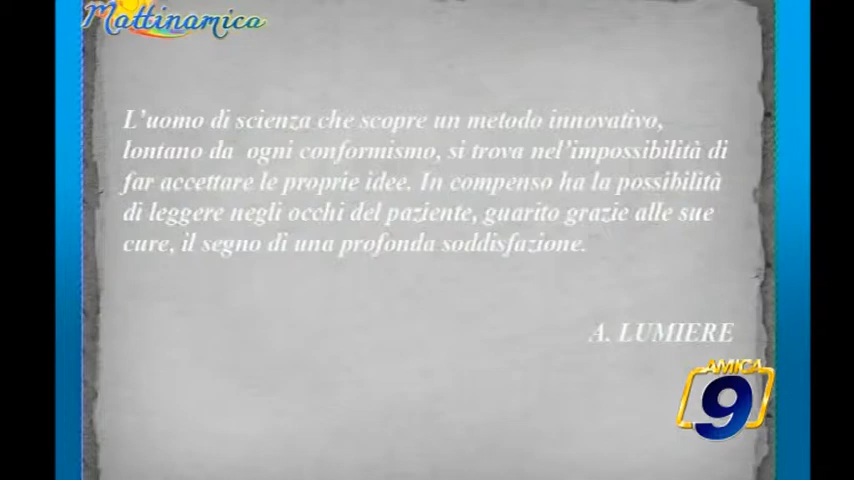 Mattinamica
L'uomo di scienza che scopre un metodo innovativo,
lontano da ogni conformismo, si trova nel'impossibilità di
far accettare le proprie idee. In compenso ha la possibilità
di leggere negli occhi del paziente, guarito grazie alle sue
cure, il segno di una profonda soddisfazione.
A. LUMIERE
AMICA
9